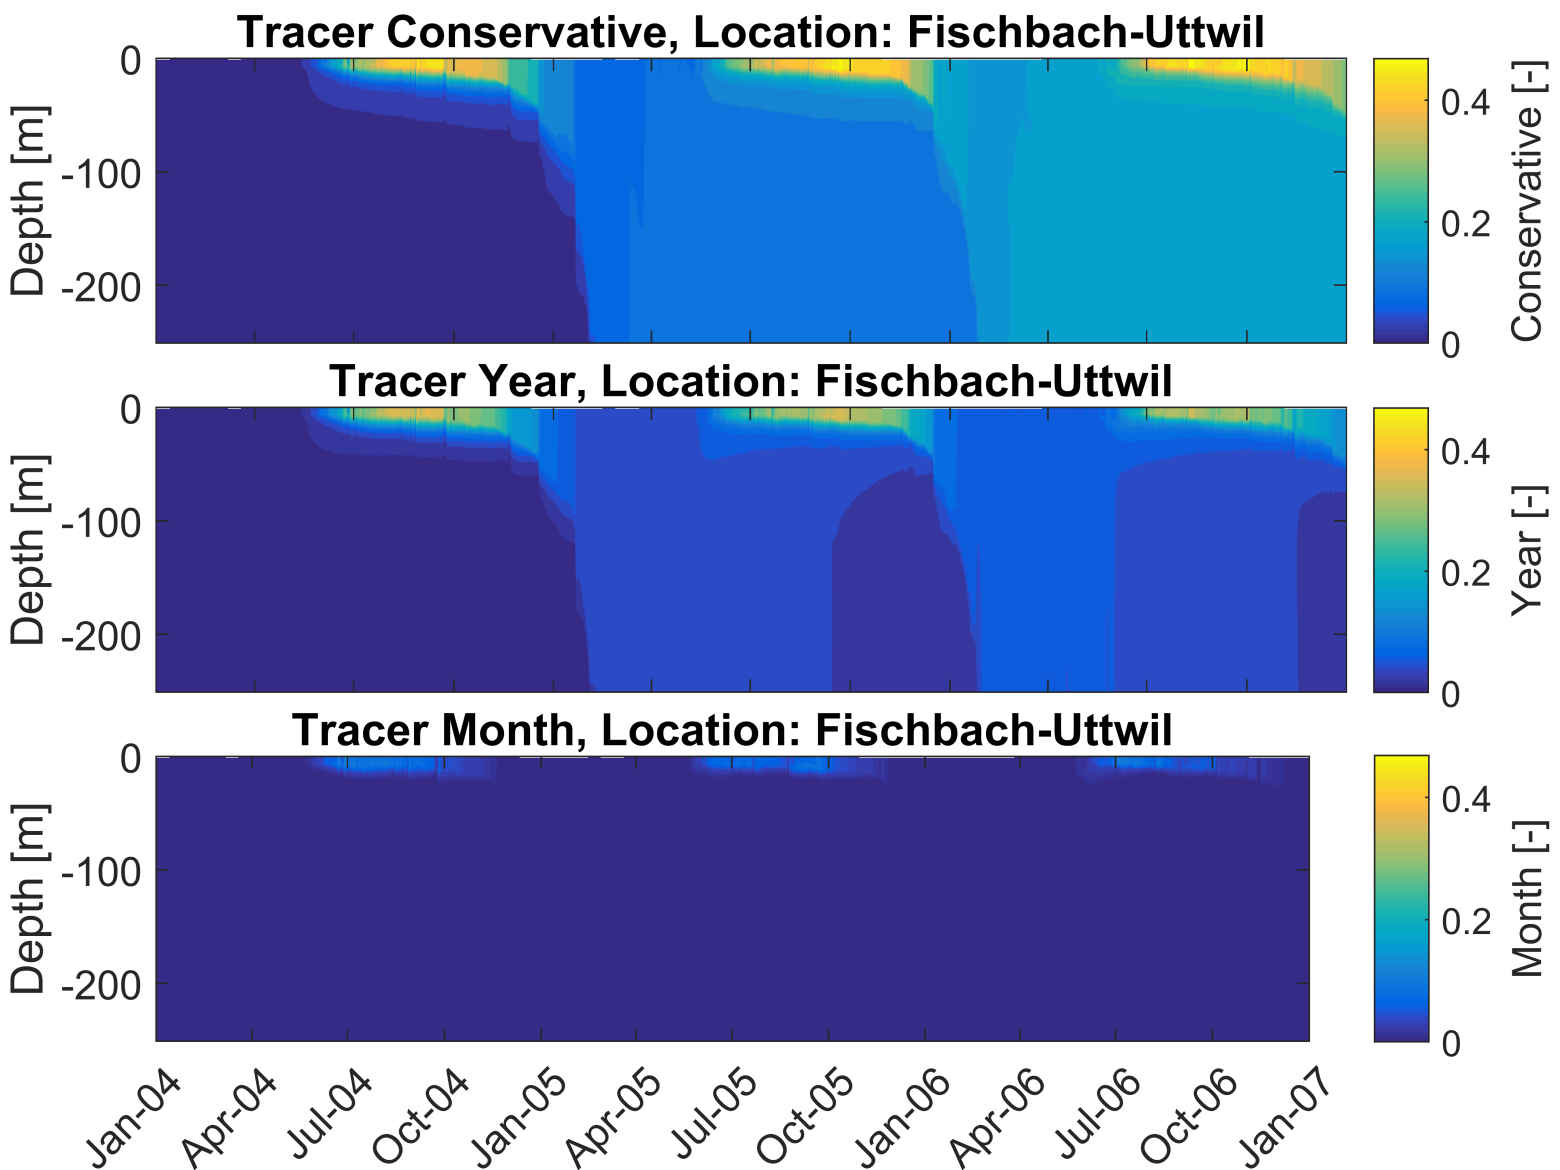 Tracer Conservative, Location: Fischbach-Uttwil
0
-100
-200
Depth [m]
0.4
0.2
0
Conservative [-]
Tracer Year, Location: Fischbach-Uttwil
0
-100
-200
Depth [m]
0.4
0.2
0
Year [-]
Tracer Month, Location: Fischbach-Uttwil
0
-100
-200
Depth [m]
0.4
0.2
0
Month [-]
Jan-04 Apr-04 Jul-04 Oct-04 Jan-05 Apr-05 Jul-05 Oct-05 Jan-06 Apr-06 Jul-06 Oct-06 Jan-07